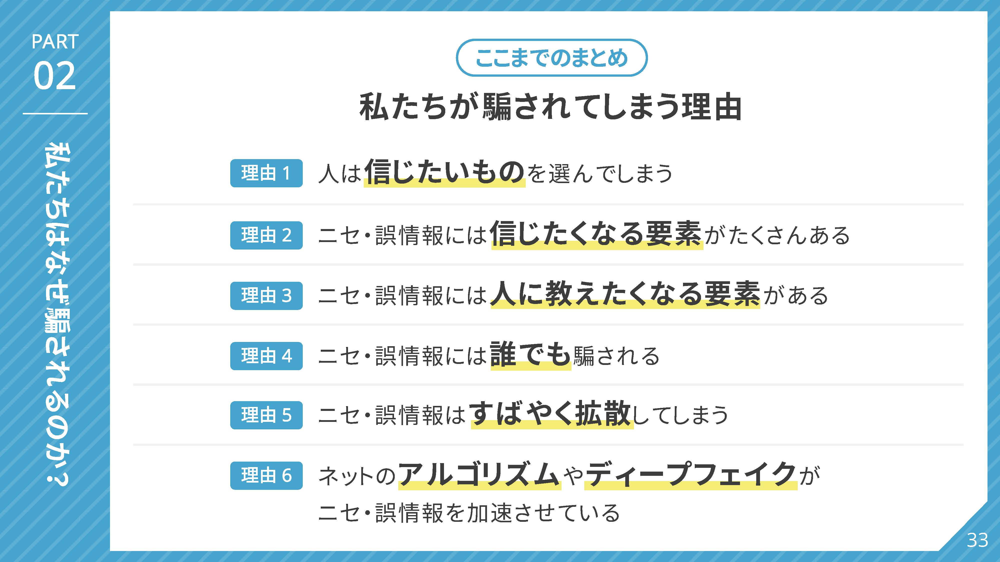 PART
02
私たちはなぜ騙されるのか?
ここまでのまとめ
私たちが騙されてしまう理由
理由 1 人は信じたいものを選んでしまう
理由 2 ニセ・誤情報には信じたくなる要素がたくさんある
理由 3 ニセ・誤情報には人に教えたくなる要素がある
理由 4 ニセ・誤情報には誰でも騙される
理由 5 ニセ・誤情報はすばやく拡散してしまう
理由 6 ネットのアルゴリズムやディープフェイクが
ニセ・誤情報を加速させている
33